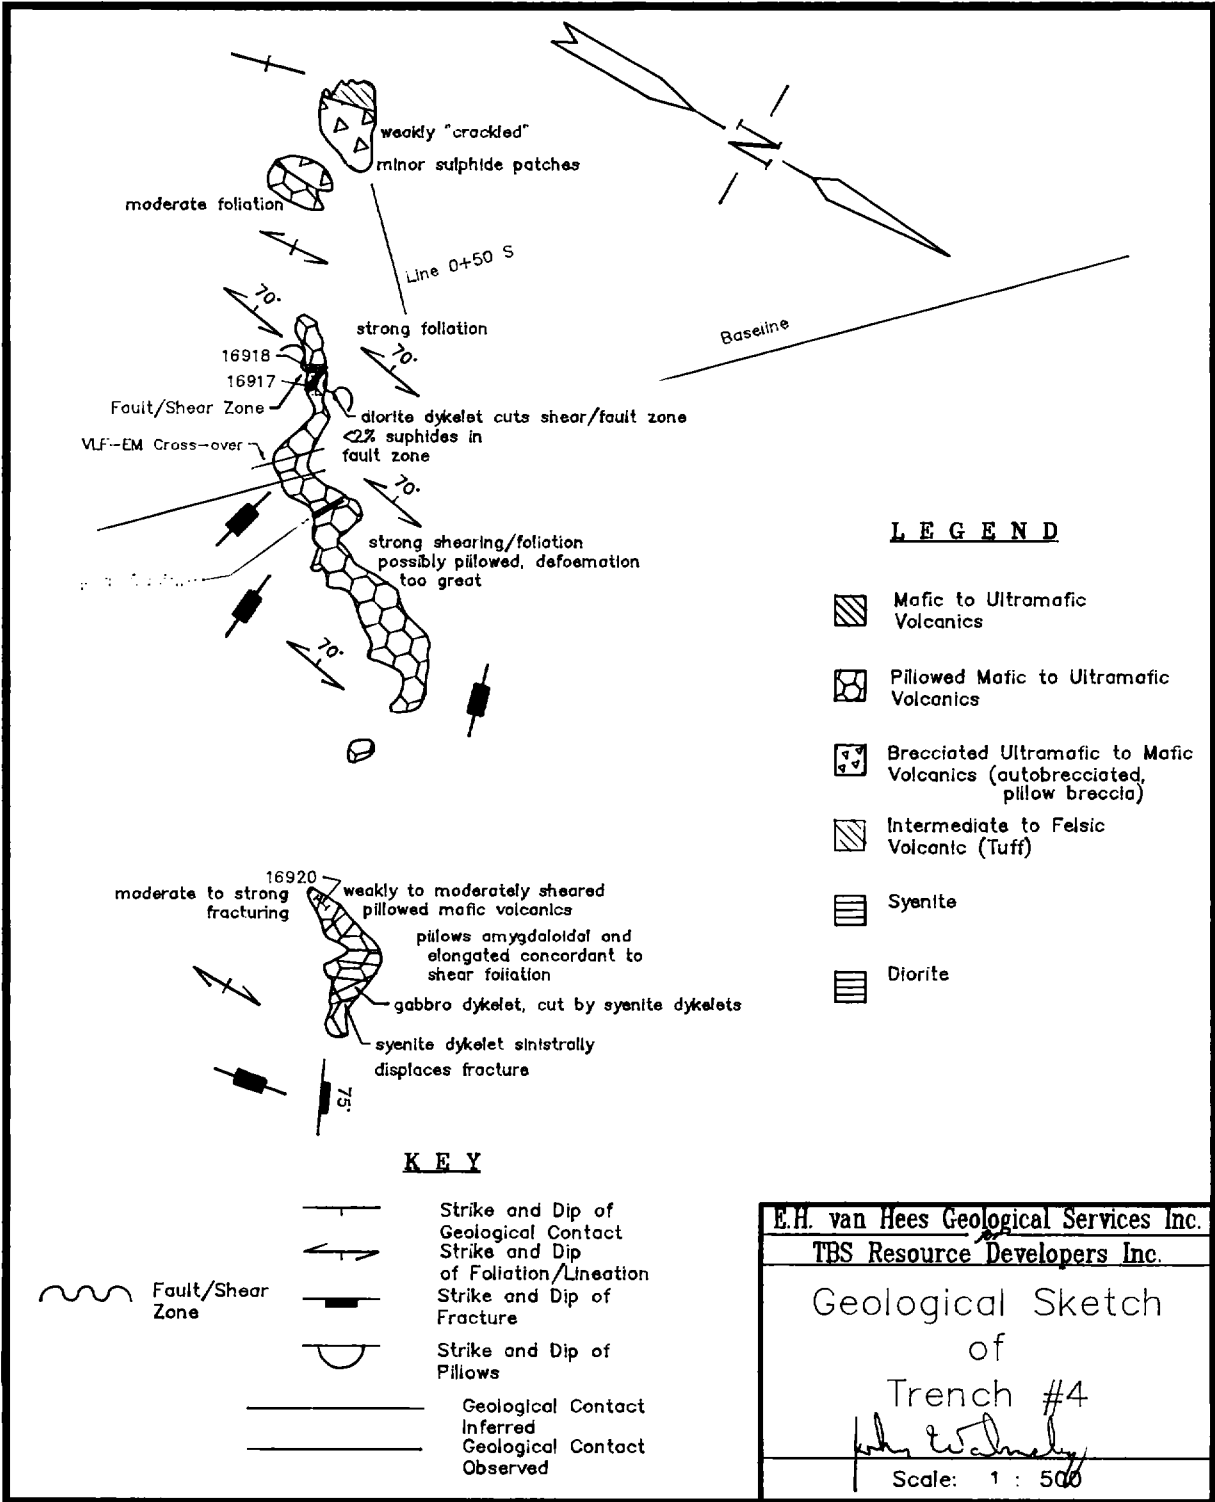 N
weakly "crackled"
minor sulphide patches
moderate foliation
Line 0+50 S
70°
strong foliation
Baseline
16918
70°
16917
Fault/Shear Zone
diorite dykelet cuts shear/fault zone
<2% suphides in
fault zone
VLF-EM Cross-over
70°
strong shearing/foliation
possibly pillowed, defoemation
too great
70°
16920
moderate to strong
fracturing
weakly to moderately sheared
pillowed mafic volcanics
pillows amygdaloidal and
elongated concordant to
shear foliation
gabbro dykelet, cut by syenite dykelets
syenite dykelet sinistrally
displaces fracture
75°
LEGEND
Mafic to Ultramafic
Volcanics
Pillowed Mafic to Ultramafic
Volcanics
Brecciated Ultramafic to Mafic
Volcanics (autobrecciated,
pillow breccia)
Intermediate to Felsic
Volcanic (Tuff)
Syenite
Diorite
KEY
Strike and Dip of
Geological Contact
Strike and Dip
of Foliation/Lineation
Fault/Shear
Zone
Strike and Dip of
Fracture
Strike and Dip of
Pillows
Geological Contact
Inferred
Geological Contact
Observed
E.H. van Hees Geological Services Inc.
for
TBS Resource Developers Inc.
Geological Sketch
of
Trench #4
Scale: 1 : 500